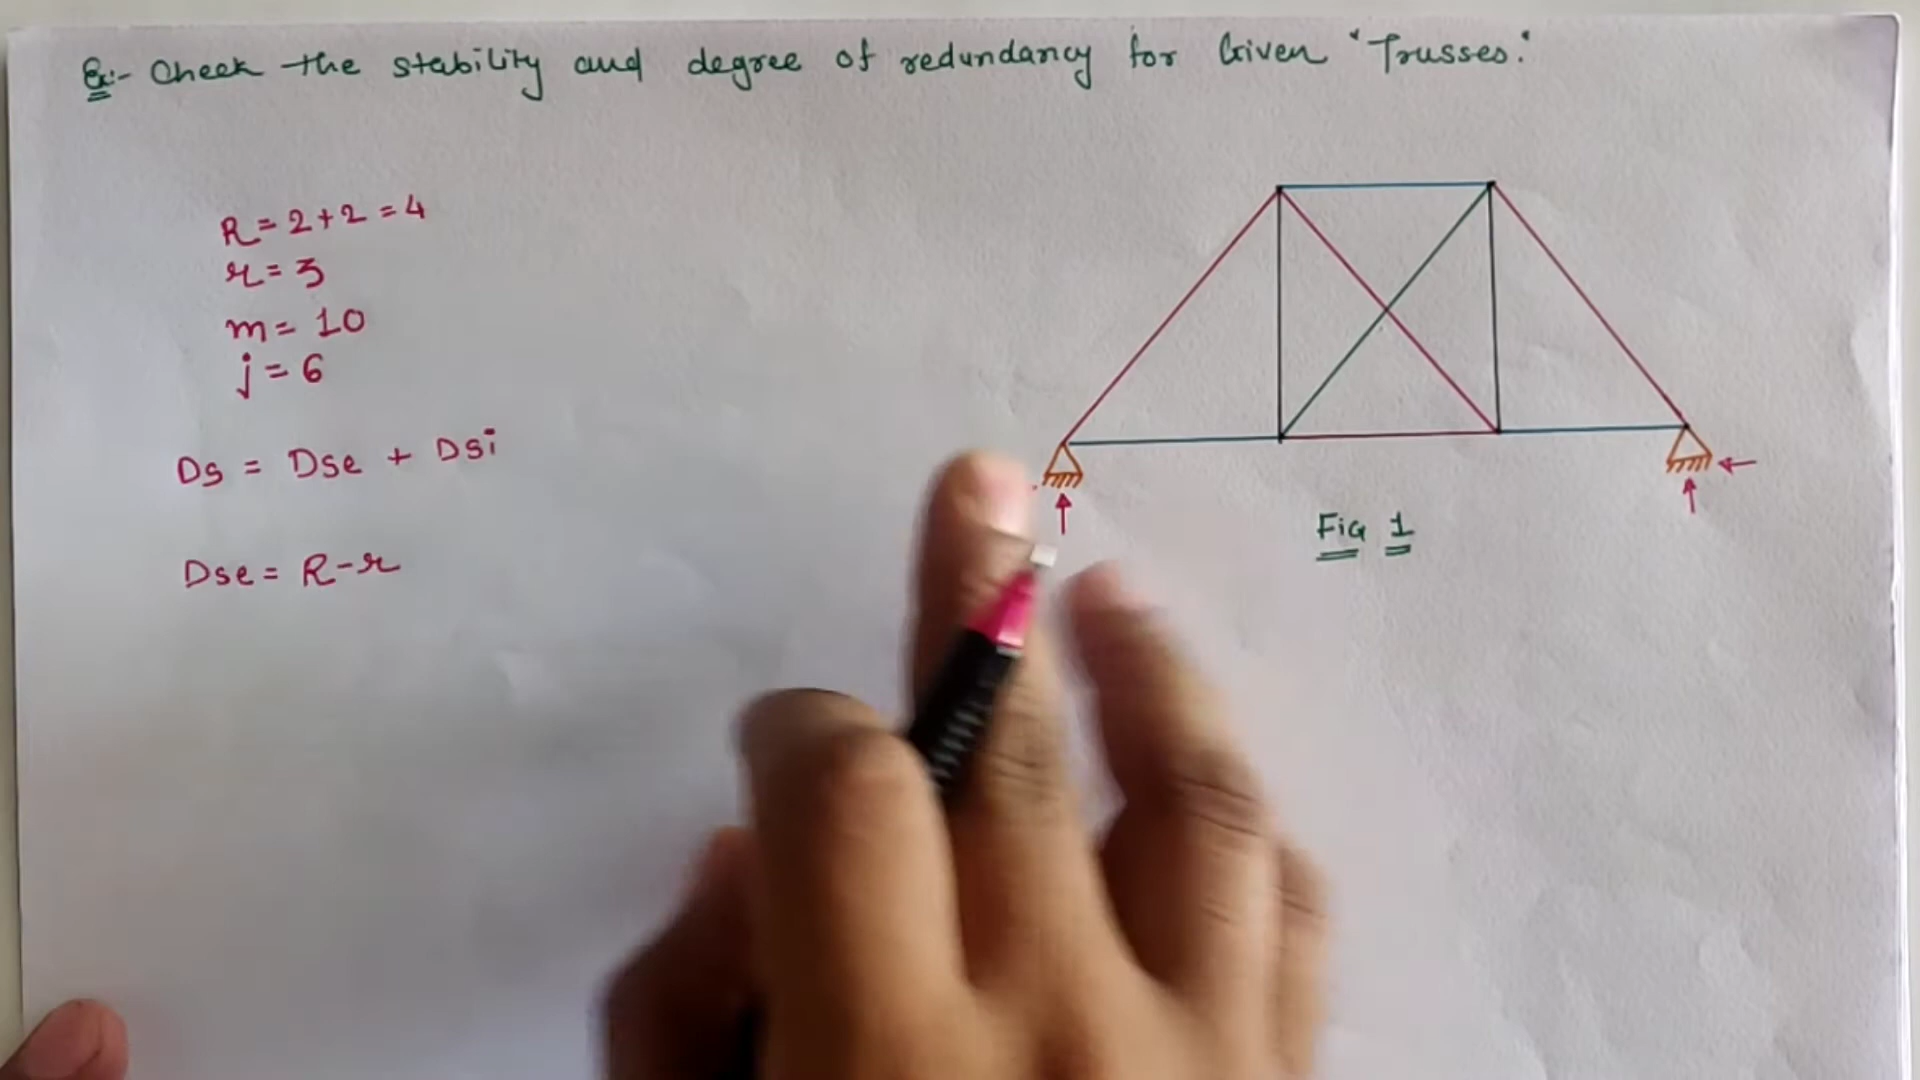 Ex:- Check the stability and degree of redundancy for Given "Trusses."
R = 2 + 2 = 4
r = 3
m = 10
j = 6
Ds = Dse + Dsi
Dse = R - r
Fig 1